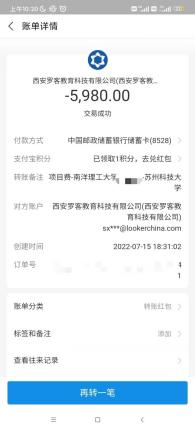 上午10:20
账单详情
西安罗客教育科技有限公司(西安罗客教...
-5,980.00
交易成功
付款方式 中国邮政储蓄银行储蓄卡(8528)
支付宝积分 已领取1积分，去兑红包
转账备注 项目费-南洋理工大学 -苏州科技大
学
对方账户 西安罗客教育科技有限公司(西安罗客教
育科技有限公司)
sx***@lookerchina.com
创建时间 2022-07-15 18:31:02
订单号 4
1
账单分类 转账红包
标签和备注 添加
查看往来记录
再转一笔